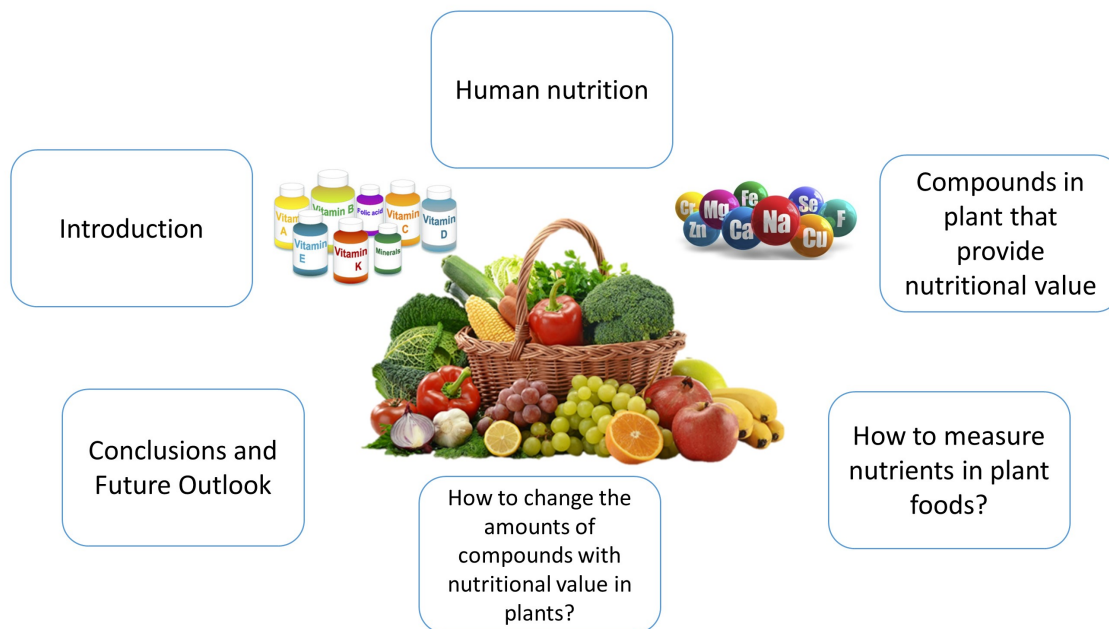 Human nutrition
Introduction
Compounds in
plant that
provide
nutritional value
Vitamin B
Folic acid
Vitamin
C
Vitamin
D
A
Vitamin
E
Vitamin
K
Minerals
Cr
Mg
Fe
Se
F
Zn
Ca
Na
Cu
Conclusions and
Future Outlook
How to measure
nutrients in plant
foods?
How to change the
amounts of
compounds with
nutritional value in
plants?